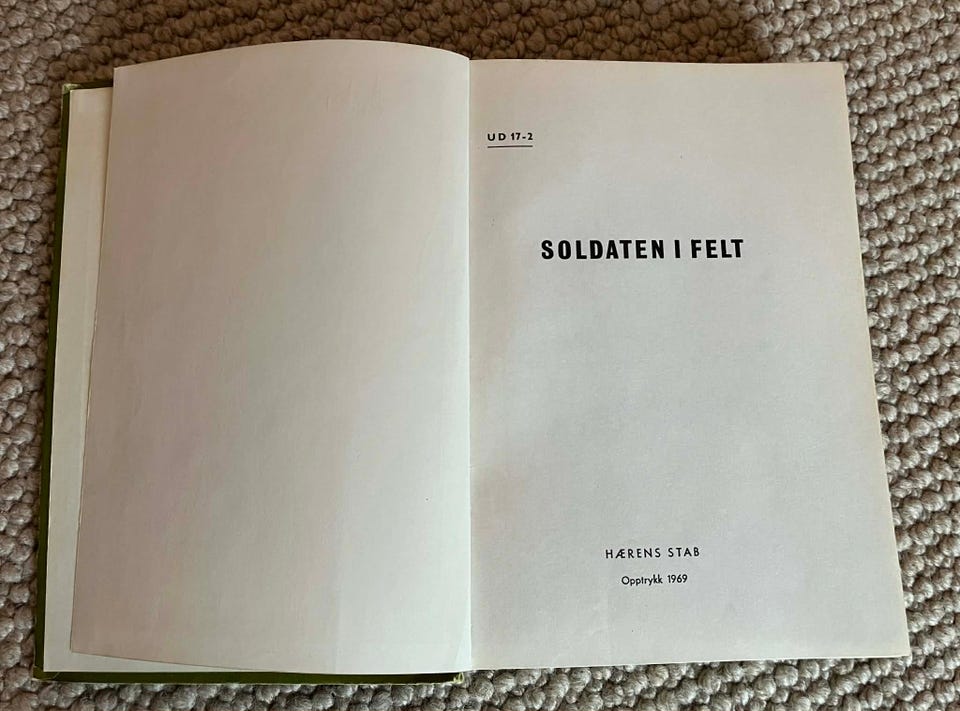 UD 17-2
SOLDATEN I FELT
HÆRENS STAB
Opptrykk 1969